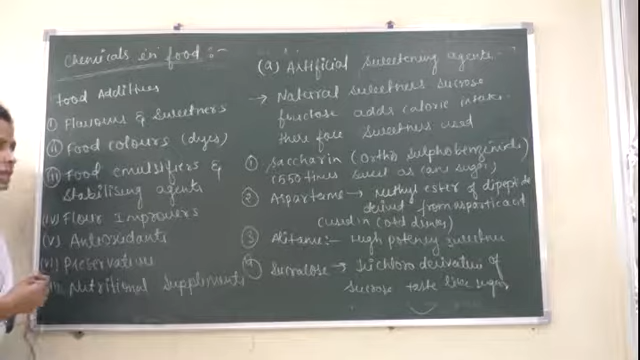 Chemicals in food :-
Food Additives
(i) Flavours & Sweetners
(ii) Food colours (dyes)
(iii) Food emulsifiers &
Stabilising agents
(iv) Flour Improvers
(v) Antioxidants
(vi) Preservatives
Nutritional Supplements
(a) Artificial sweetening agents
→ Natural sweetners sucrose
fructose adds calorie intake
there fore sweetners used
① Saccharin (Ortho sulphobenzimide)
(550 times sweet as cane sugar)
② Aspartame → Methyl ester of dipeptide
derived from aspartic acid
(used in cold drinks)
③ Alitame :- High potency sweetner
④ Sucralose → Trichloro derivative of
sucrose taste like sugar